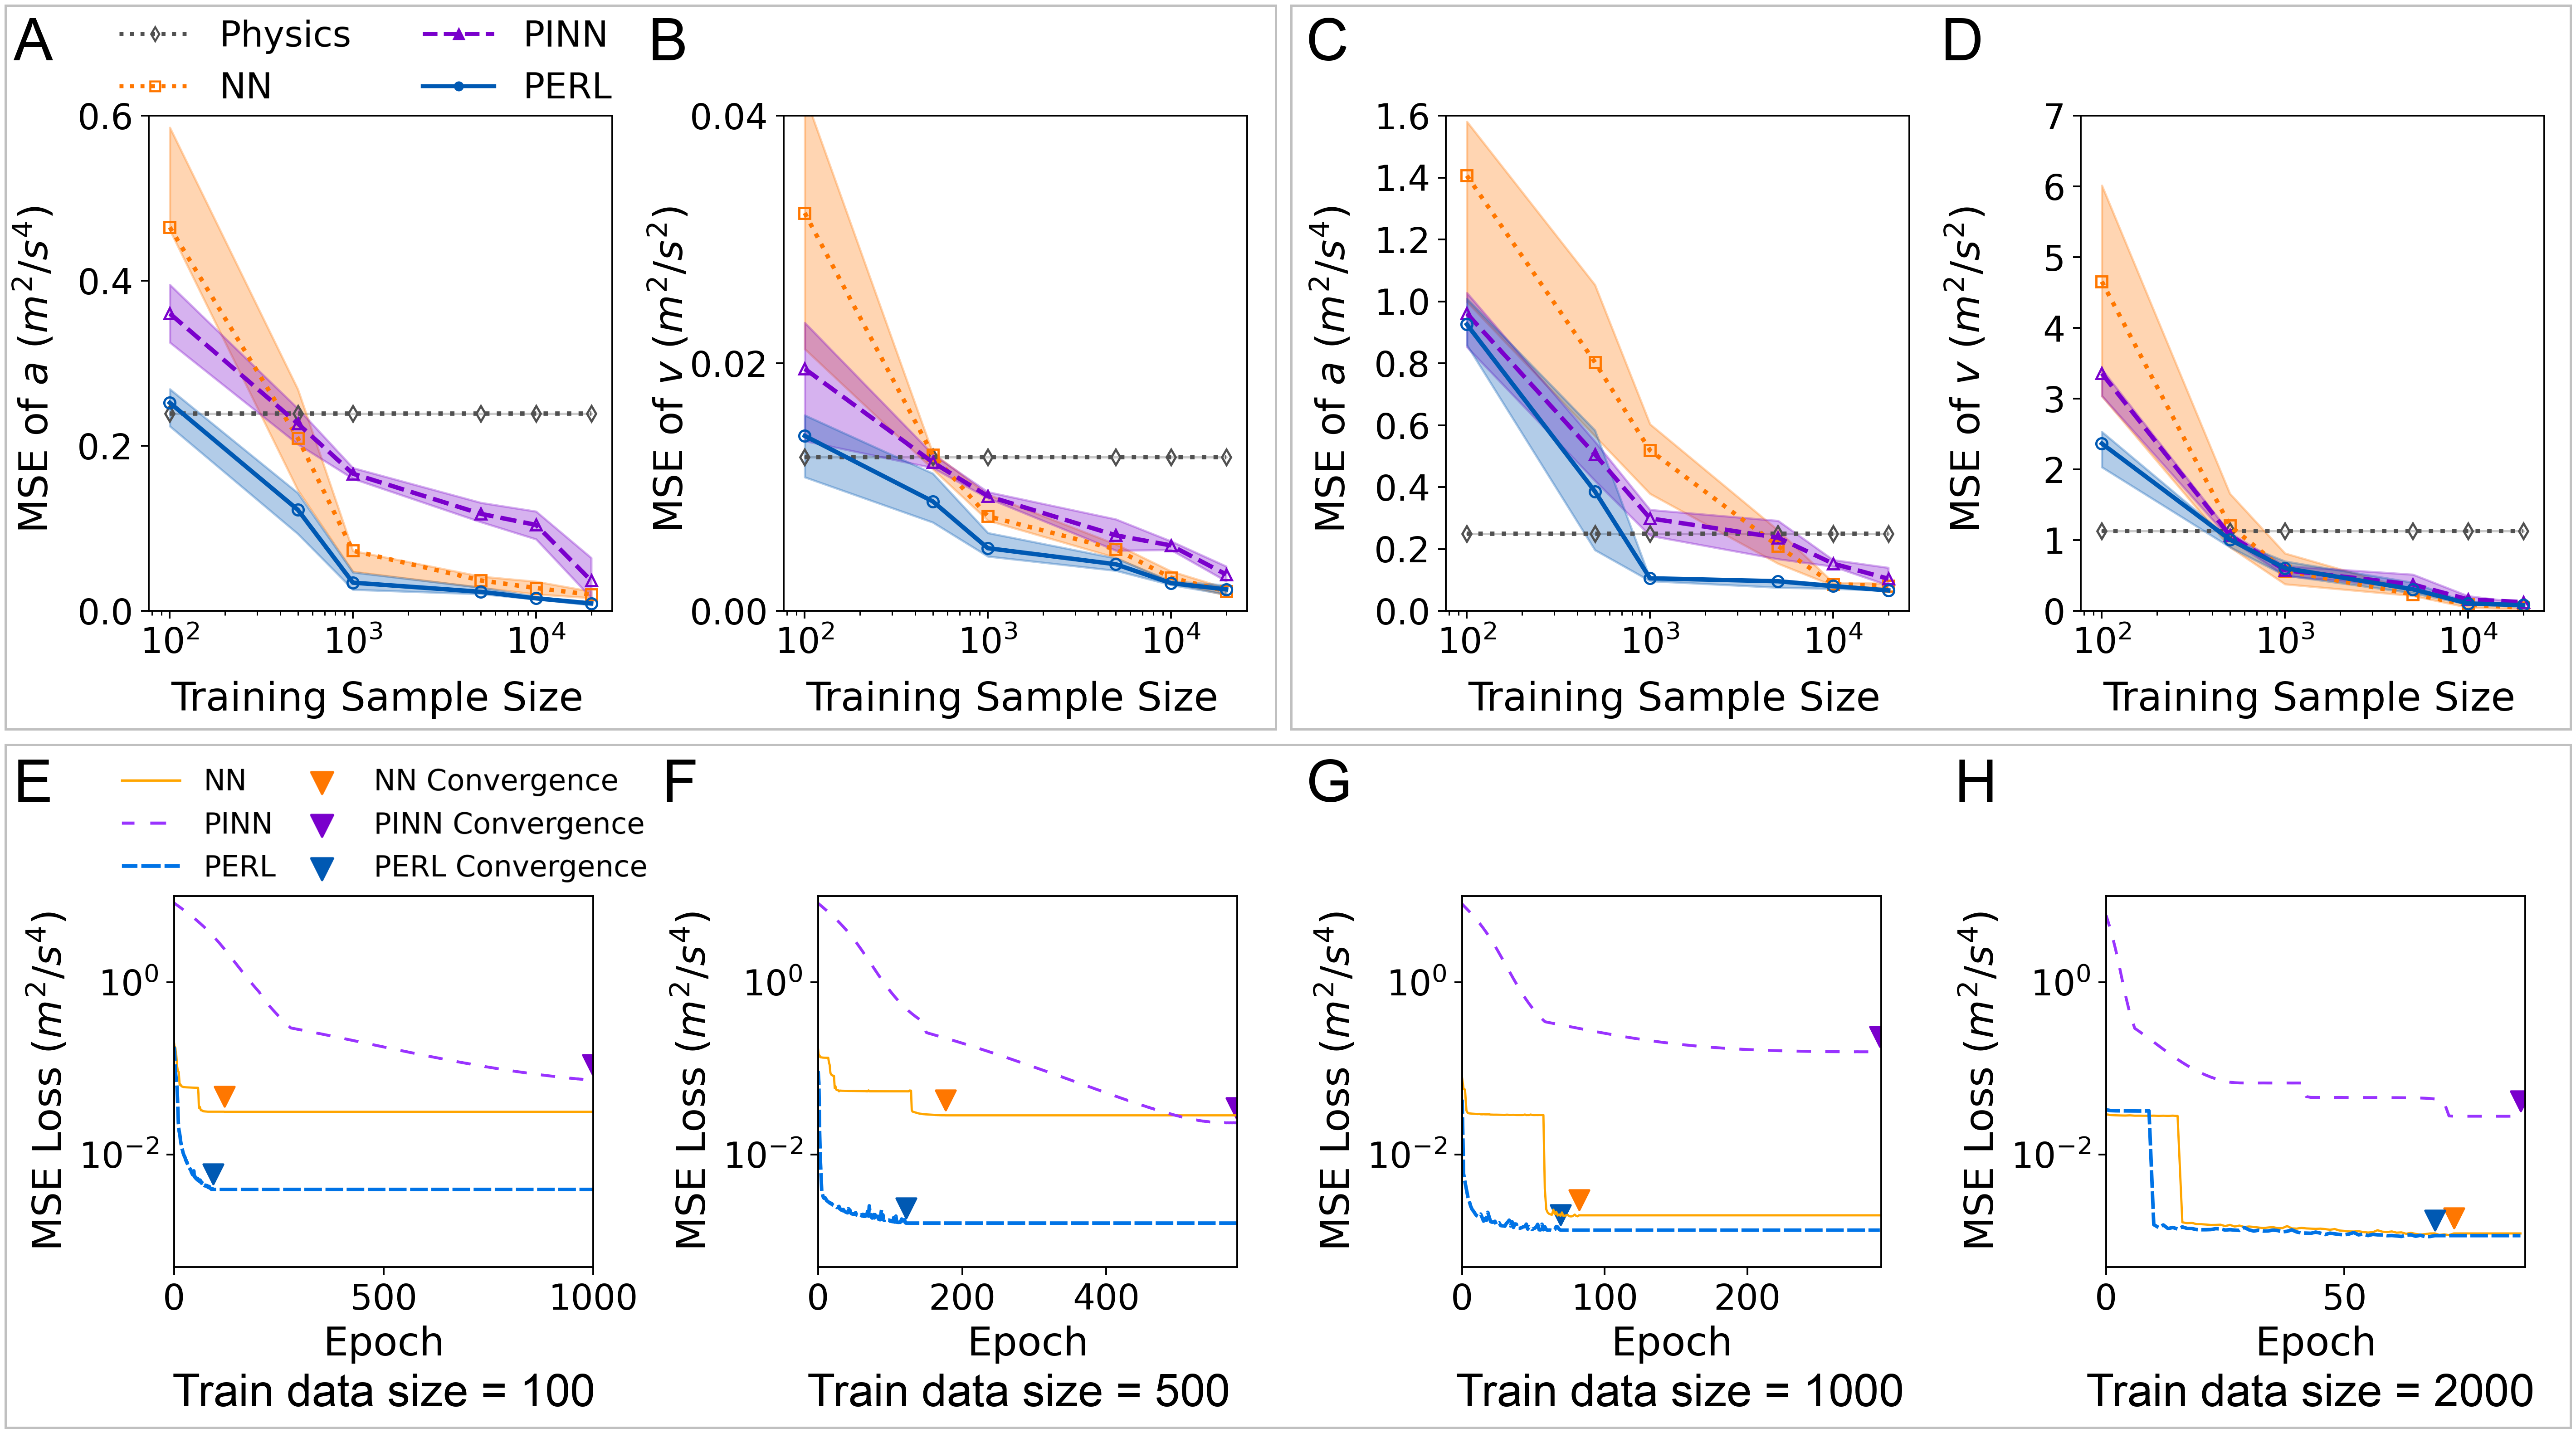 A
Physics
PINN
NN
PERL
MSE of a (m²/s⁴)
0.6
0.4
0.2
0.0
10² 10³ 10⁴
Training Sample Size
B
MSE of v (m²/s²)
0.04
0.02
0.00
10² 10³ 10⁴
Training Sample Size
C
MSE of a (m²/s⁴)
1.6
1.4
1.2
1.0
0.8
0.6
0.4
0.2
0.0
10² 10³ 10⁴
Training Sample Size
D
MSE of v (m²/s²)
7
6
5
4
3
2
1
0
10² 10³ 10⁴
Training Sample Size
E
NN
NN Convergence
PINN
PINN Convergence
PERL
PERL Convergence
MSE Loss (m²/s⁴)
10⁰
10⁻²
0 500 1000
Epoch
Train data size = 100
F
MSE Loss (m²/s⁴)
10⁰
10⁻²
0 200 400
Epoch
Train data size = 500
G
MSE Loss (m²/s⁴)
10⁰
10⁻²
0 100 200
Epoch
Train data size = 1000
H
MSE Loss (m²/s⁴)
10⁰
10⁻²
0 50
Epoch
Train data size = 2000